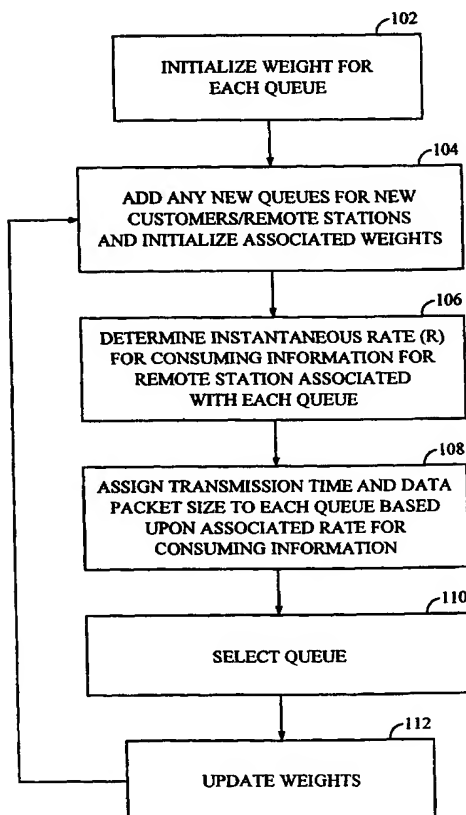 102
INITIALIZE WEIGHT FOR
EACH QUEUE
104
ADD ANY NEW QUEUES FOR NEW
CUSTOMERS/REMOTE STATIONS
AND INITIALIZE ASSOCIATED WEIGHTS
106
DETERMINE INSTANTANEOUS RATE (R)
FOR CONSUMING INFORMATION FOR
REMOTE STATION ASSOCIATED
WITH EACH QUEUE
108
ASSIGN TRANSMISSION TIME AND DATA
PACKET SIZE TO EACH QUEUE BASED
UPON ASSOCIATED RATE FOR
CONSUMING INFORMATION
110
SELECT QUEUE
112
UPDATE WEIGHTS